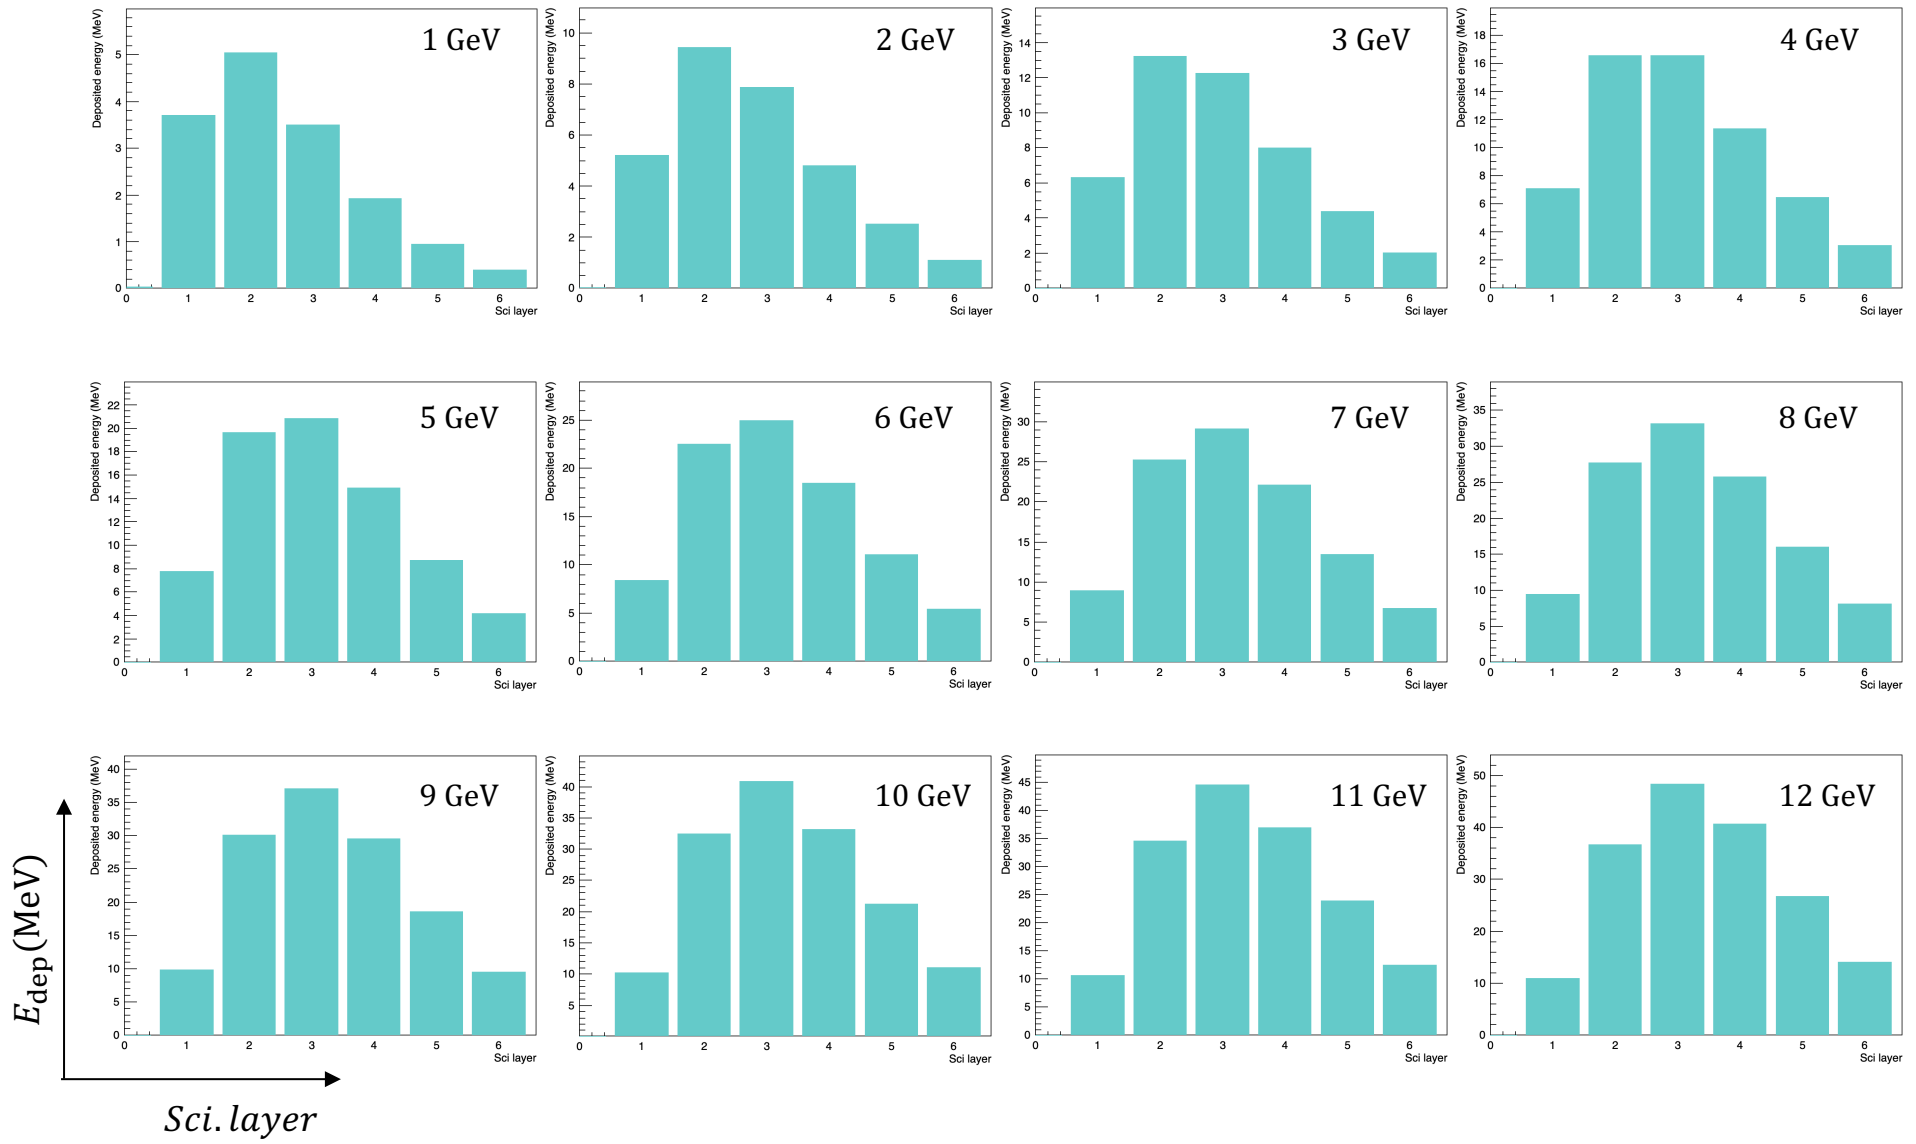 Deposited energy (MeV)
1 GeV
5
4
3
2
1
0
0 1 2 3 4 5 6
Sci layer
Deposited energy (MeV)
2 GeV
10
8
6
4
2
0
0 1 2 3 4 5 6
Sci layer
Deposited energy (MeV)
3 GeV
14
12
10
8
6
4
2
0
0 1 2 3 4 5 6
Sci layer
Deposited energy (MeV)
4 GeV
18
16
14
12
10
8
6
4
2
0
0 1 2 3 4 5 6
Sci layer
Deposited energy (MeV)
5 GeV
22
20
18
16
14
12
10
8
6
4
2
0
0 1 2 3 4 5 6
Sci layer
Deposited energy (MeV)
6 GeV
25
20
15
10
5
0
0 1 2 3 4 5 6
Sci layer
Deposited energy (MeV)
7 GeV
30
25
20
15
10
5
0
0 1 2 3 4 5 6
Sci layer
Deposited energy (MeV)
8 GeV
35
30
25
20
15
10
5
0
0 1 2 3 4 5 6
Sci layer
Deposited energy (MeV)
9 GeV
40
35
30
25
20
15
10
5
0
0 1 2 3 4 5 6
Sci layer
Deposited energy (MeV)
10 GeV
40
35
30
25
20
15
10
5
0 1 2 3 4 5 6
Sci layer
Deposited energy (MeV)
11 GeV
45
40
35
30
25
20
15
10
5
0
0 1 2 3 4 5 6
Sci layer
Deposited energy (MeV)
12 GeV
50
40
30
20
10
0
0 1 2 3 4 5 6
Sci layer
E_dep (MeV)
Sci. layer